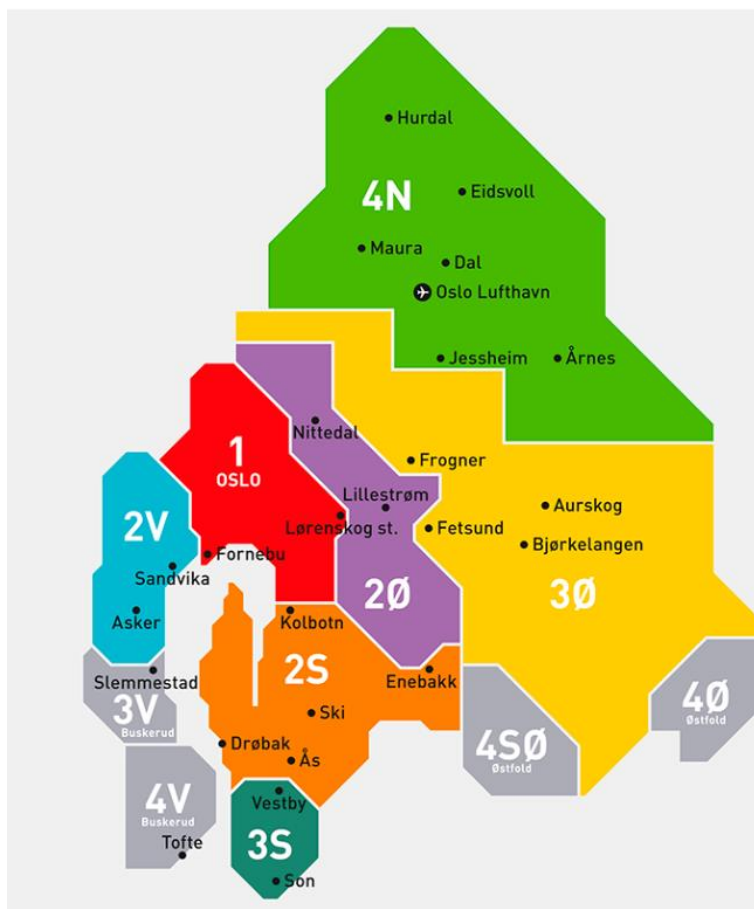 Hurdal
4N
Eidsvoll
Maura
Dal
Oslo Lufthavn
Jessheim
Årnes
Nittedal
1
OSLO
Frogner
Lillestrøm
Aurskog
2V
Lørenskog st.
Fetsund
Bjørkelangen
Fornebu
Sandvika
2Ø
3Ø
Asker
Kolbotn
2S
Enebakk
Slemmestad
3V
Buskerud
4Ø
Østfold
Ski
Drøbak
4SØ
Østfold
Ås
4V
Buskerud
Vestby
Tofte
3S
Son